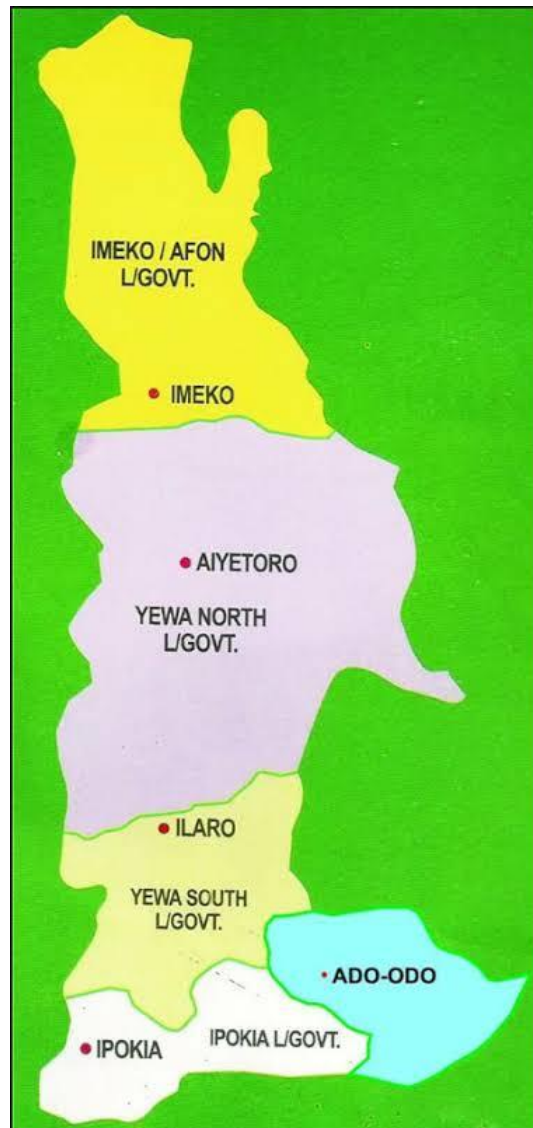 IMEKO / AFON
L/GOVT.
IMEKO
AIYETORO
YEWA NORTH
L/GOVT.
ILARO
YEWA SOUTH
L/GOVT.
ADO-ODO
IPOKIA L/GOVT.
IPOKIA